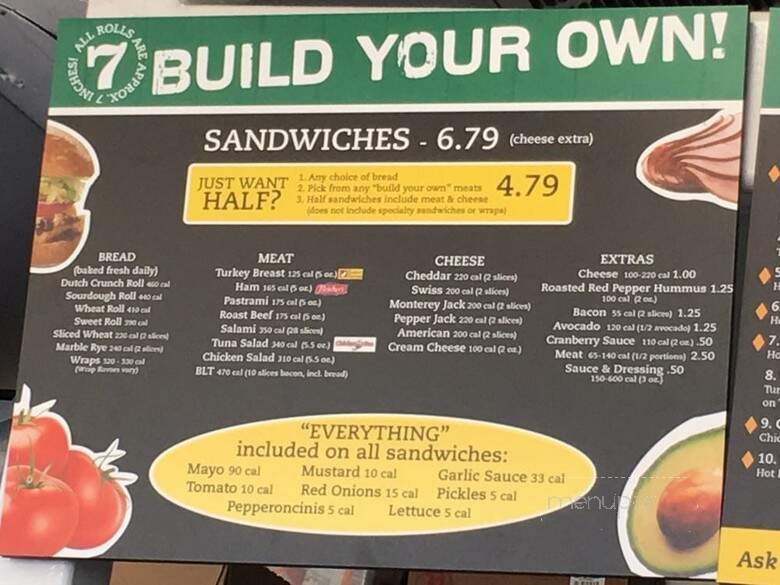 ALL ROLLS ARE APPROX. 7 INCHES!
7
BUILD YOUR OWN!
SANDWICHES - 6.79 (cheese extra)
JUST WANT
HALF?
1. Any choice of bread
2. Pick from any "build your own" meats
3. Half sandwiches include meat & cheese
(does not include specialty sandwiches or wraps)
4.79
BREAD
(baked fresh daily)
Dutch Crunch Roll 460 cal
Sourdough Roll 440 cal
Wheat Roll 410 cal
Sweet Roll 390 cal
Sliced Wheat 220 cal (2 slices)
Marble Rye 240 cal (2 slices)
Wraps 320 - 330 cal
(Wrap flavors vary)
MEAT
Turkey Breast 125 cal (5 oz.)
Ham 165 cal (5 oz.)
Pastrami 175 cal (5 oz.)
Roast Beef 175 cal (5 oz.)
Salami 350 cal (28 slices)
Tuna Salad 340 cal (5.5 oz.)
Chicken Salad 310 cal (5.5 oz.)
BLT 470 cal (10 slices bacon, incl. bread)
CHEESE
Cheddar 220 cal (2 slices)
Swiss 200 cal (2 slices)
Monterey Jack 200 cal (2 slices)
Pepper Jack 220 cal (2 slices)
American 200 cal (2 slices)
Cream Cheese 100 cal (2 oz.)
EXTRAS
Cheese 100-220 cal 1.00
Roasted Red Pepper Hummus 1.25
100 cal (2 oz.)
Bacon 55 cal (2 slices) 1.25
Avocado 120 cal (1/2 avocado) 1.25
Cranberry Sauce 110 cal (2 oz.) .50
Meat 65-140 cal (1/2 portions) 2.50
Sauce & Dressing .50
150-600 cal (3 oz.)
"EVERYTHING"
included on all sandwiches:
Mayo 90 cal Mustard 10 cal Garlic Sauce 33 cal
Tomato 10 cal Red Onions 15 cal Pickles 5 cal
Pepperoncinis 5 cal Lettuce 5 cal
5.
6.
7.
8.
on
9.
10.
Hot
Ask